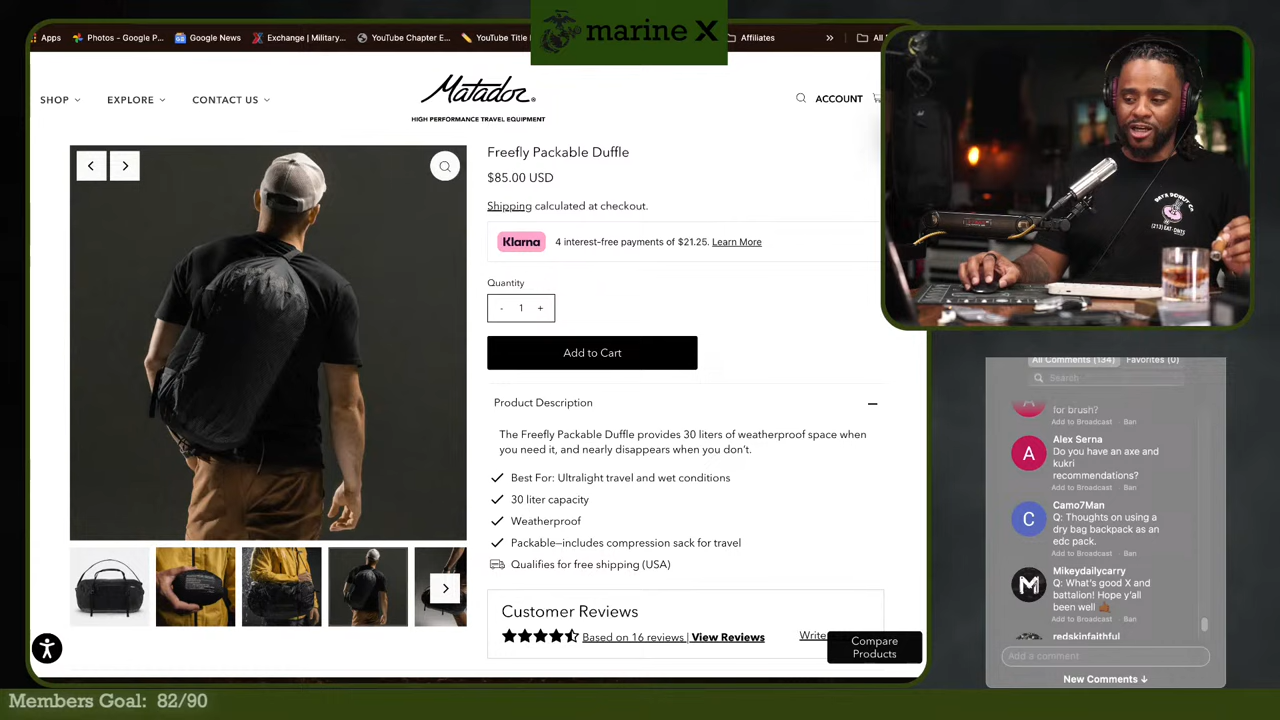 Apps
Photos – Google P...
Google News
Exchange | Military...
YouTube Chapter E...
YouTube Title
marine X
Affiliates
»
All
SHOP
EXPLORE
CONTACT US
Matador®
HIGH PERFORMANCE TRAVEL EQUIPMENT
ACCOUNT
Freefly Packable Duffle
$85.00 USD
Shipping calculated at checkout.
Klarna 4 interest-free payments of $21.25. Learn More
Quantity
- 1 +
Add to Cart
Product Description
The Freefly Packable Duffle provides 30 liters of weatherproof space when
you need it, and nearly disappears when you don't.
Best For: Ultralight travel and wet conditions
30 liter capacity
Weatherproof
Packable—includes compression sack for travel
Qualifies for free shipping (USA)
Customer Reviews
Based on 16 reviews | View Reviews
Write
Compare
Products
(213) EAT-DNTS
All Comments (134) Favorites (0)
Search
for brush?
Add to Broadcast · Ban
A
Alex Serna
Do you have an axe and
kukri
recommendations?
Add to Broadcast · Ban
C
Camo7Man
Q: Thoughts on using a
dry bag backpack as an
edc pack.
Add to Broadcast · Ban
M
Mikeydailycarry
Q: What's good X and
battalion! Hope y'all
been well
Add to Broadcast · Ban
redskinfaithful
Add a comment
New Comments ↓
Members Goal: 82/90